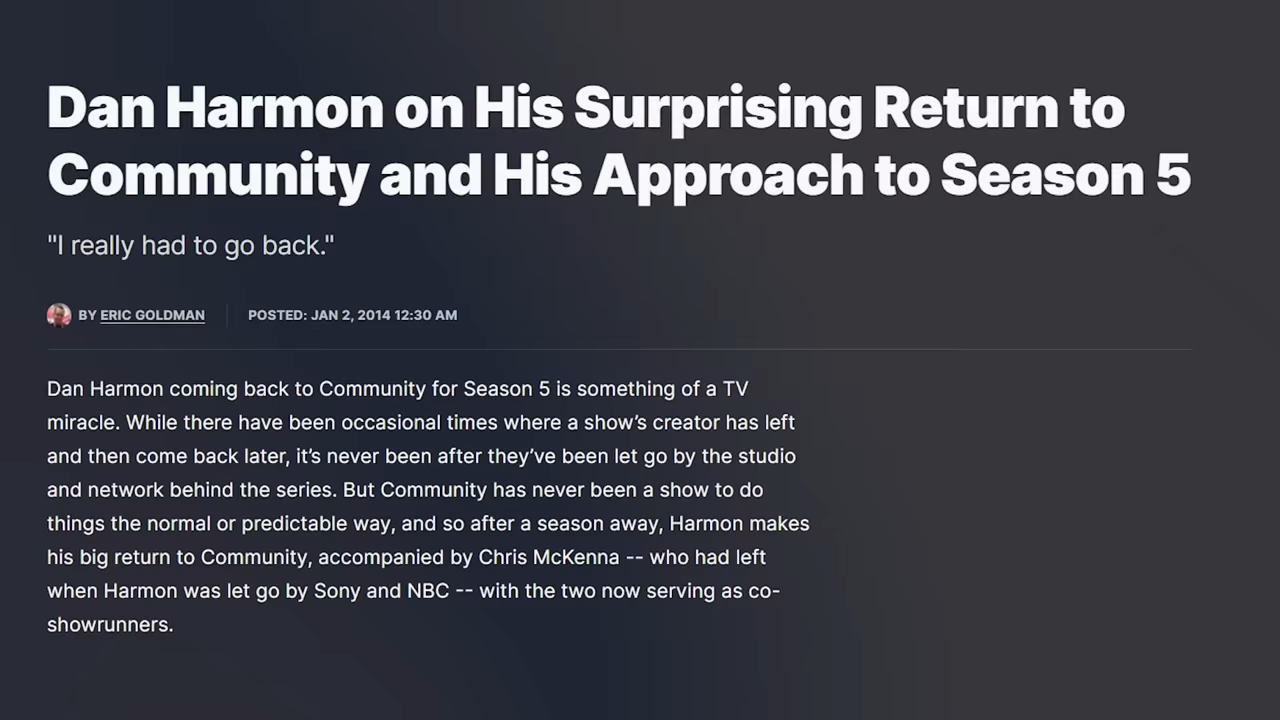 Dan Harmon on His Surprising Return to
Community and His Approach to Season 5
"I really had to go back."
BY ERIC GOLDMAN POSTED: JAN 2, 2014 12:30 AM
Dan Harmon coming back to Community for Season 5 is something of a TV
miracle. While there have been occasional times where a show’s creator has left
and then come back later, it’s never been after they’ve been let go by the studio
and network behind the series. But Community has never been a show to do
things the normal or predictable way, and so after a season away, Harmon makes
his big return to Community, accompanied by Chris McKenna -- who had left
when Harmon was let go by Sony and NBC -- with the two now serving as co-
showrunners.